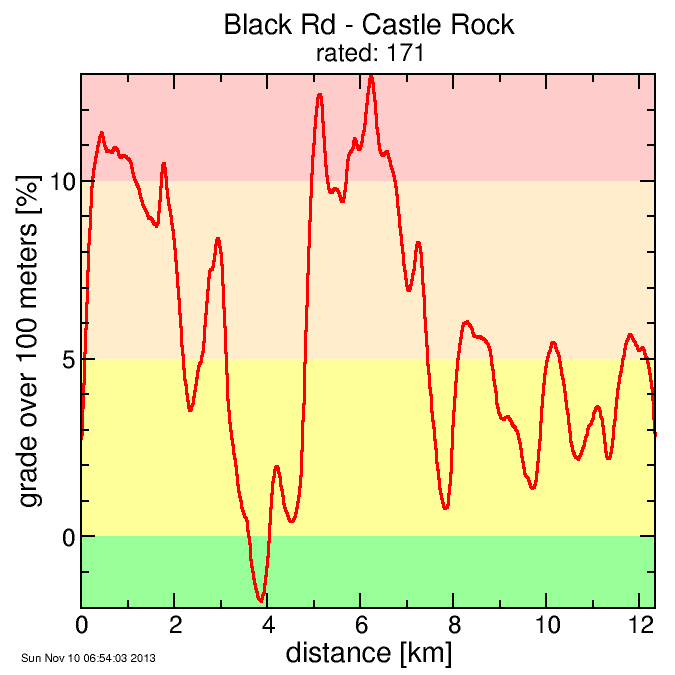 Black Rd - Castle Rock
rated: 171
grade over 100 meters [%]
10
5
0
0 2 4 6 8 10 12
distance [km]
Sun Nov 10 06:54:03 2013